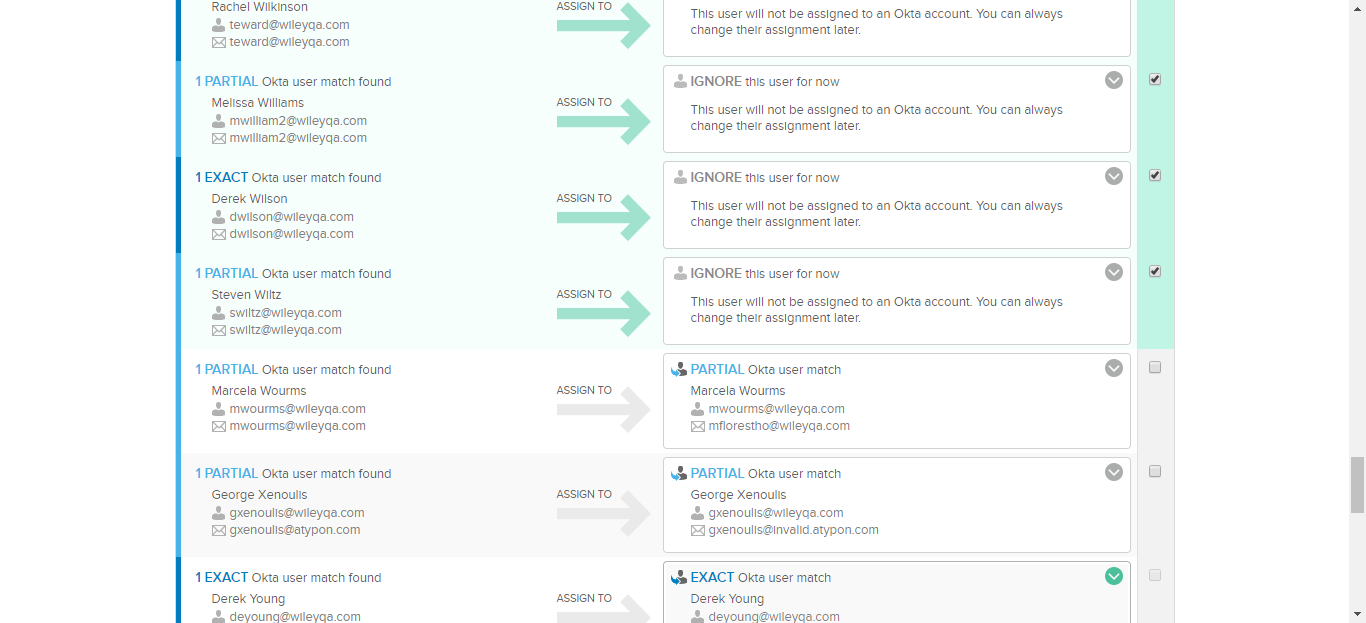 Rachel Wilkinson
teward@wileyqa.com
teward@wileyqa.com
ASSIGN TO
This user will not be assigned to an Okta account. You can always
change their assignment later.
1 PARTIAL Okta user match found
Melissa Williams
mwilliam2@wileyqa.com
mwilliam2@wileyqa.com
ASSIGN TO
IGNORE this user for now
This user will not be assigned to an Okta account. You can always
change their assignment later.
1 EXACT Okta user match found
Derek Wilson
dwilson@wileyqa.com
dwilson@wileyqa.com
ASSIGN TO
IGNORE this user for now
This user will not be assigned to an Okta account. You can always
change their assignment later.
1 PARTIAL Okta user match found
Steven Wiltz
swiltz@wileyqa.com
swiltz@wileyqa.com
ASSIGN TO
IGNORE this user for now
This user will not be assigned to an Okta account. You can always
change their assignment later.
1 PARTIAL Okta user match found
Marcela Wourms
mwourms@wileyqa.com
mwourms@wileyqa.com
ASSIGN TO
PARTIAL Okta user match
Marcela Wourms
mwourms@wileyqa.com
mflorestho@wileyqa.com
1 PARTIAL Okta user match found
George Xenoulis
gxenoulis@wileyqa.com
gxenoulis@atypon.com
ASSIGN TO
PARTIAL Okta user match
George Xenoulis
gxenoulis@wileyqa.com
gxenoulis@invalid.atypon.com
1 EXACT Okta user match found
Derek Young
deyoung@wileyqa.com
ASSIGN TO
EXACT Okta user match
Derek Young
deyoung@wileyqa.com